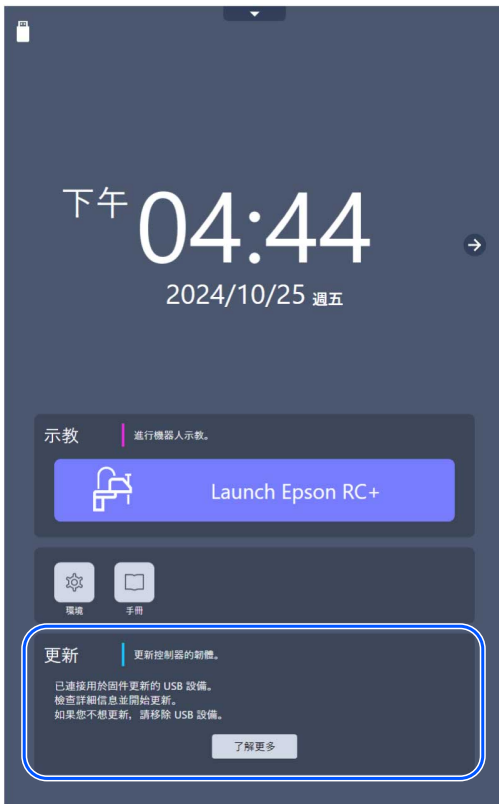 下午 04:44
2024/10/25 週五
示教 進行機器人示教。
Launch Epson RC+
環境 手冊
更新 更新控制器的韌體。
已連接用於固件更新的 USB 設備。
檢查詳細信息並開始更新。
如果您不想更新，請移除 USB 設備。
了解更多